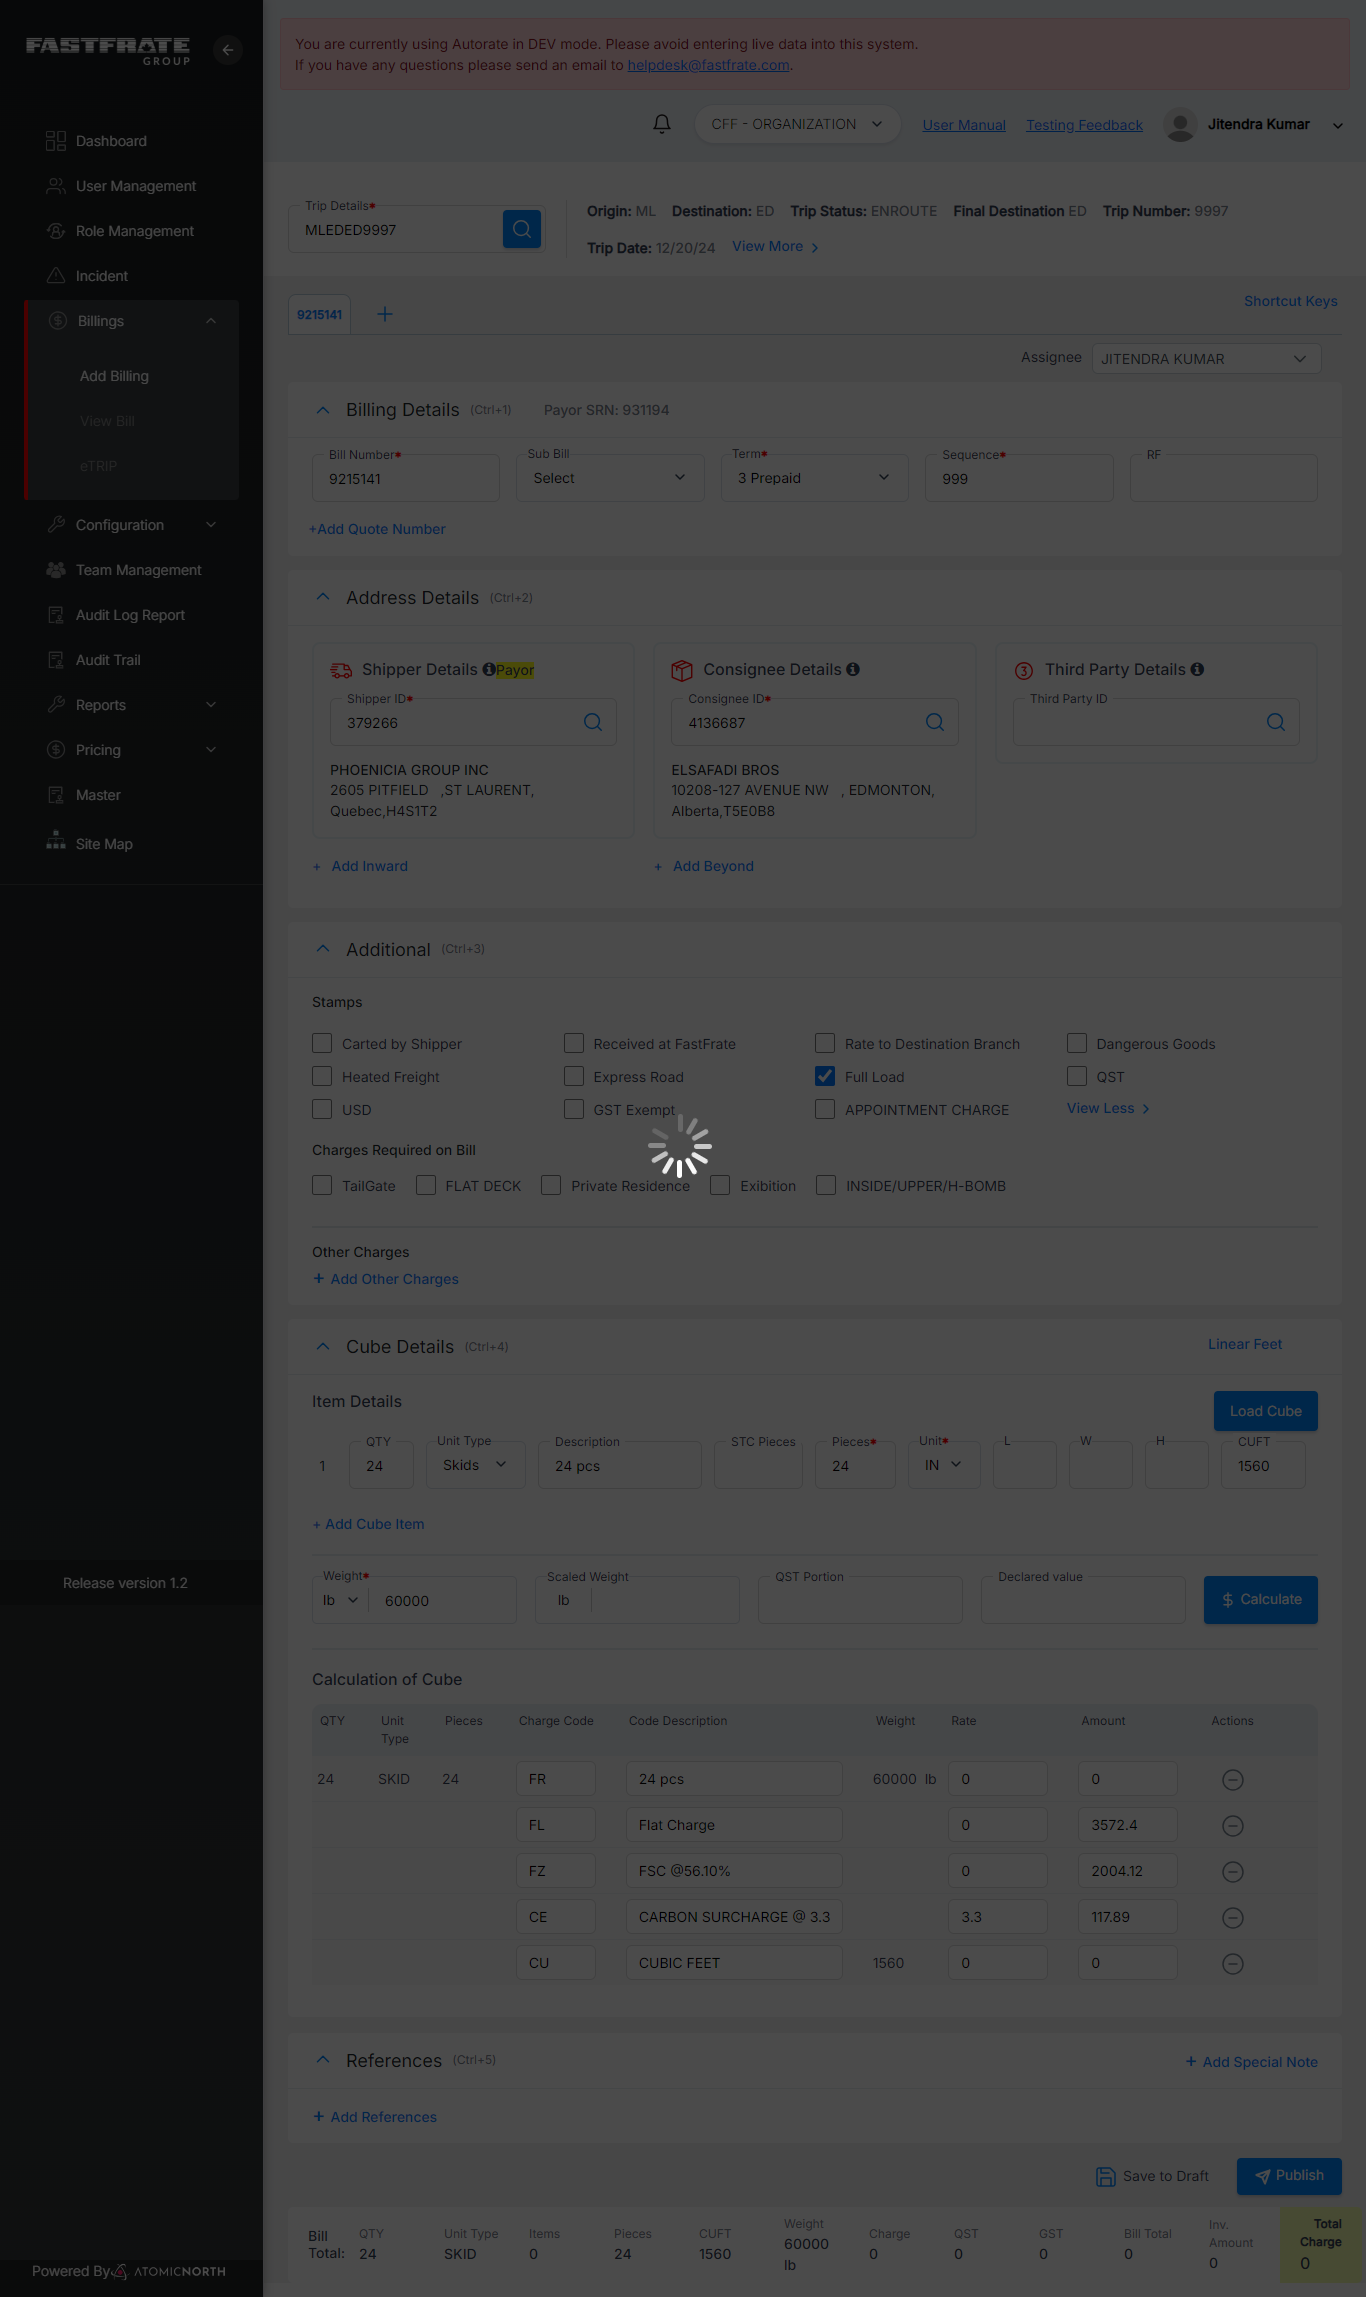 FASTFRATE
GROUP
Dashboard
User Management
Role Management
Incident
Billings
Add Billing
View Bill
eTRIP
Configuration
Team Management
Audit Log Report
Audit Trail
Reports
Pricing
Master
Site Map
Release version 1.2
Powered By ATOMICNORTH
You are currently using Autorate in DEV mode. Please avoid entering live data into this system.
If you have any questions please send an email to helpdesk@fastfrate.com.
CFF - ORGANIZATION User Manual Testing Feedback Jitendra Kumar
Trip Details*
MLEDED9997
Origin: ML Destination: ED Trip Status: ENROUTE Final Destination ED Trip Number: 9997
Trip Date: 12/20/24 View More >
9215141 +
Shortcut Keys
Assignee JITENDRA KUMAR
Billing Details (Ctrl+1) Payor SRN: 931194
Bill Number* Sub Bill Term* Sequence* RF
9215141 Select 3 Prepaid 999
+Add Quote Number
Address Details (Ctrl+2)
Shipper Details Payor
Shipper ID*
379266
PHOENICIA GROUP INC
2605 PITFIELD ,ST LAURENT,
Quebec,H4S1T2
+ Add Inward
Consignee Details
Consignee ID*
4136687
ELSAFADI BROS
10208-127 AVENUE NW , EDMONTON,
Alberta,T5E0B8
+ Add Beyond
3 Third Party Details
Third Party ID
Additional (Ctrl+3)
Stamps
Carted by Shipper Received at FastFrate Rate to Destination Branch Dangerous Goods
Heated Freight Express Road Full Load QST
USD GST Exempt APPOINTMENT CHARGE View Less >
Charges Required on Bill
TailGate FLAT DECK Private Residence Exibition INSIDE/UPPER/H-BOMB
Other Charges
+ Add Other Charges
Cube Details (Ctrl+4) Linear Feet
Item Details
Load Cube
QTY Unit Type Description STC Pieces Pieces* Unit* L W H CUFT
1 24 Skids 24 pcs 24 IN 1560
+ Add Cube Item
Weight* Scaled Weight QST Portion Declared value
lb 60000 lb $ Calculate
Calculation of Cube
QTY Unit Type Pieces Charge Code Code Description Weight Rate Amount Actions
24 SKID 24 FR 24 pcs 60000 lb 0 0
FL Flat Charge 0 3572.4
FZ FSC @56.10% 0 2004.12
CE CARBON SURCHARGE @ 3.3 3.3 117.89
CU CUBIC FEET 1560 0 0
References (Ctrl+5) + Add Special Note
+ Add References
Save to Draft Publish
Bill Total: QTY Unit Type Items Pieces CUFT Weight Charge QST GST Bill Total Inv. Amount Total Charge
24 SKID 0 24 1560 60000 lb 0 0 0 0 0 0